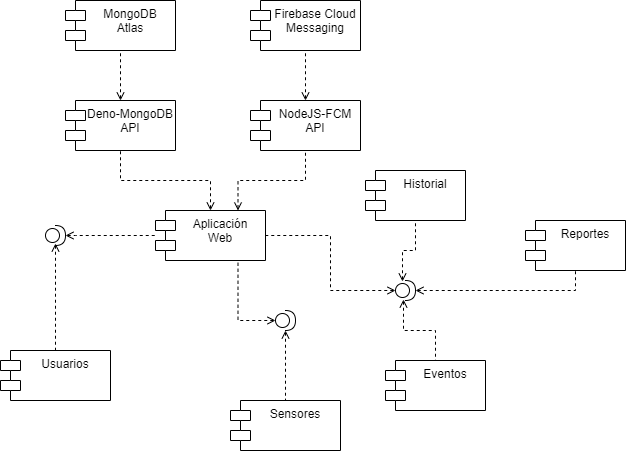 MongoDB
Atlas
Firebase Cloud
Messaging
Deno-MongoDB
API
NodeJS-FCM
API
Historial
Aplicación
Web
Reportes
Usuarios
Eventos
Sensores